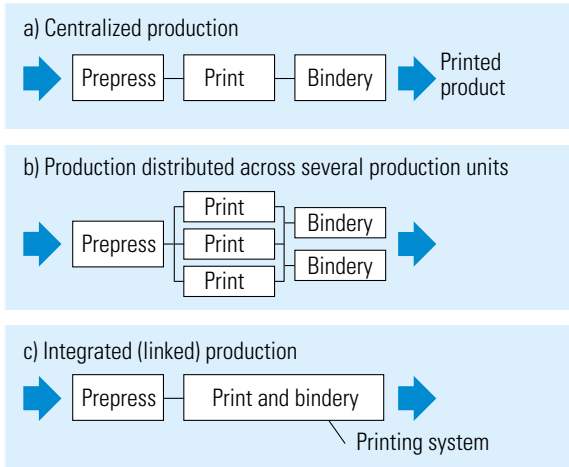 a) Centralized production
Prepress
Print
Bindery
Printed
product
b) Production distributed across several production units
Prepress
Print
Print
Print
Bindery
Bindery
c) Integrated (linked) production
Prepress
Print and bindery
Printing system